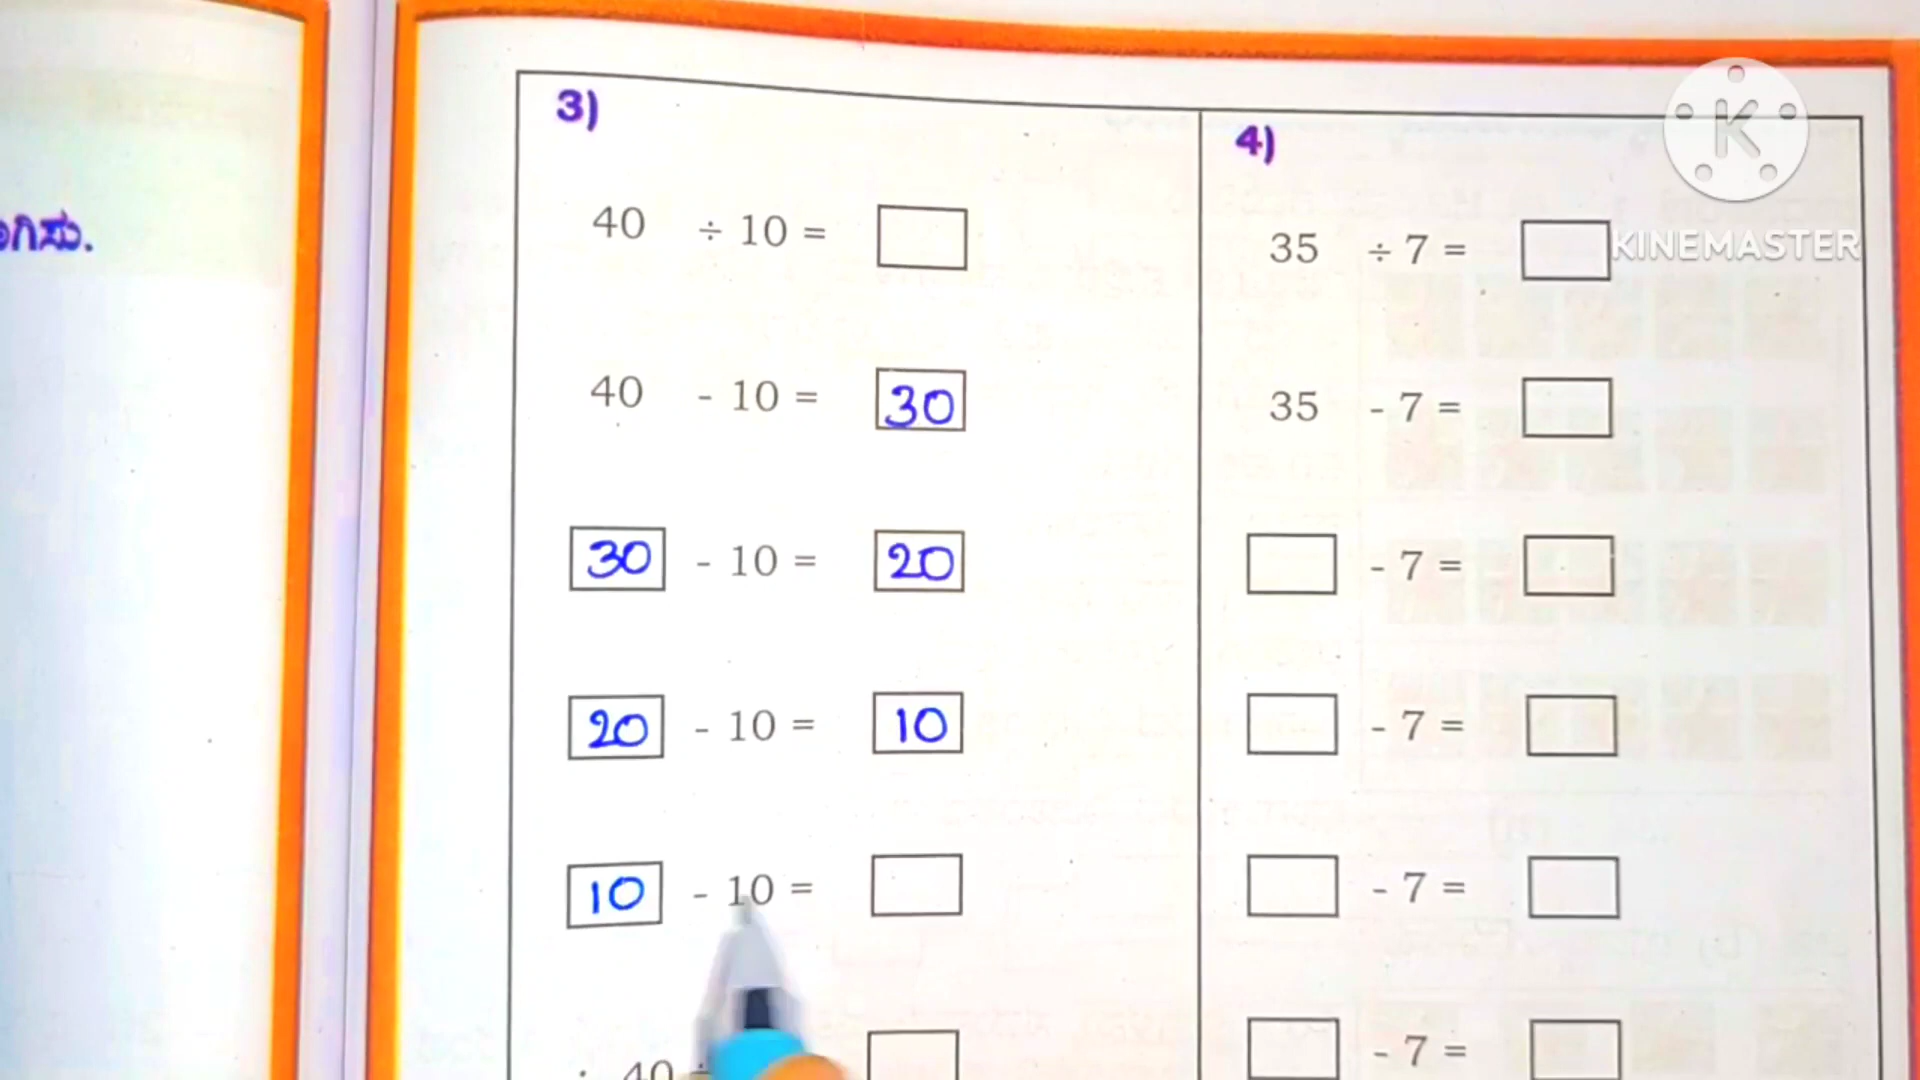 3)
40 ÷ 10 =
40 - 10 = 30
30 - 10 = 20
20 - 10 = 10
10 - 10 =
4)
35 ÷ 7 =
35 - 7 =
- 7 =
- 7 =
- 7 =
- 7 =
K
KINEMASTER